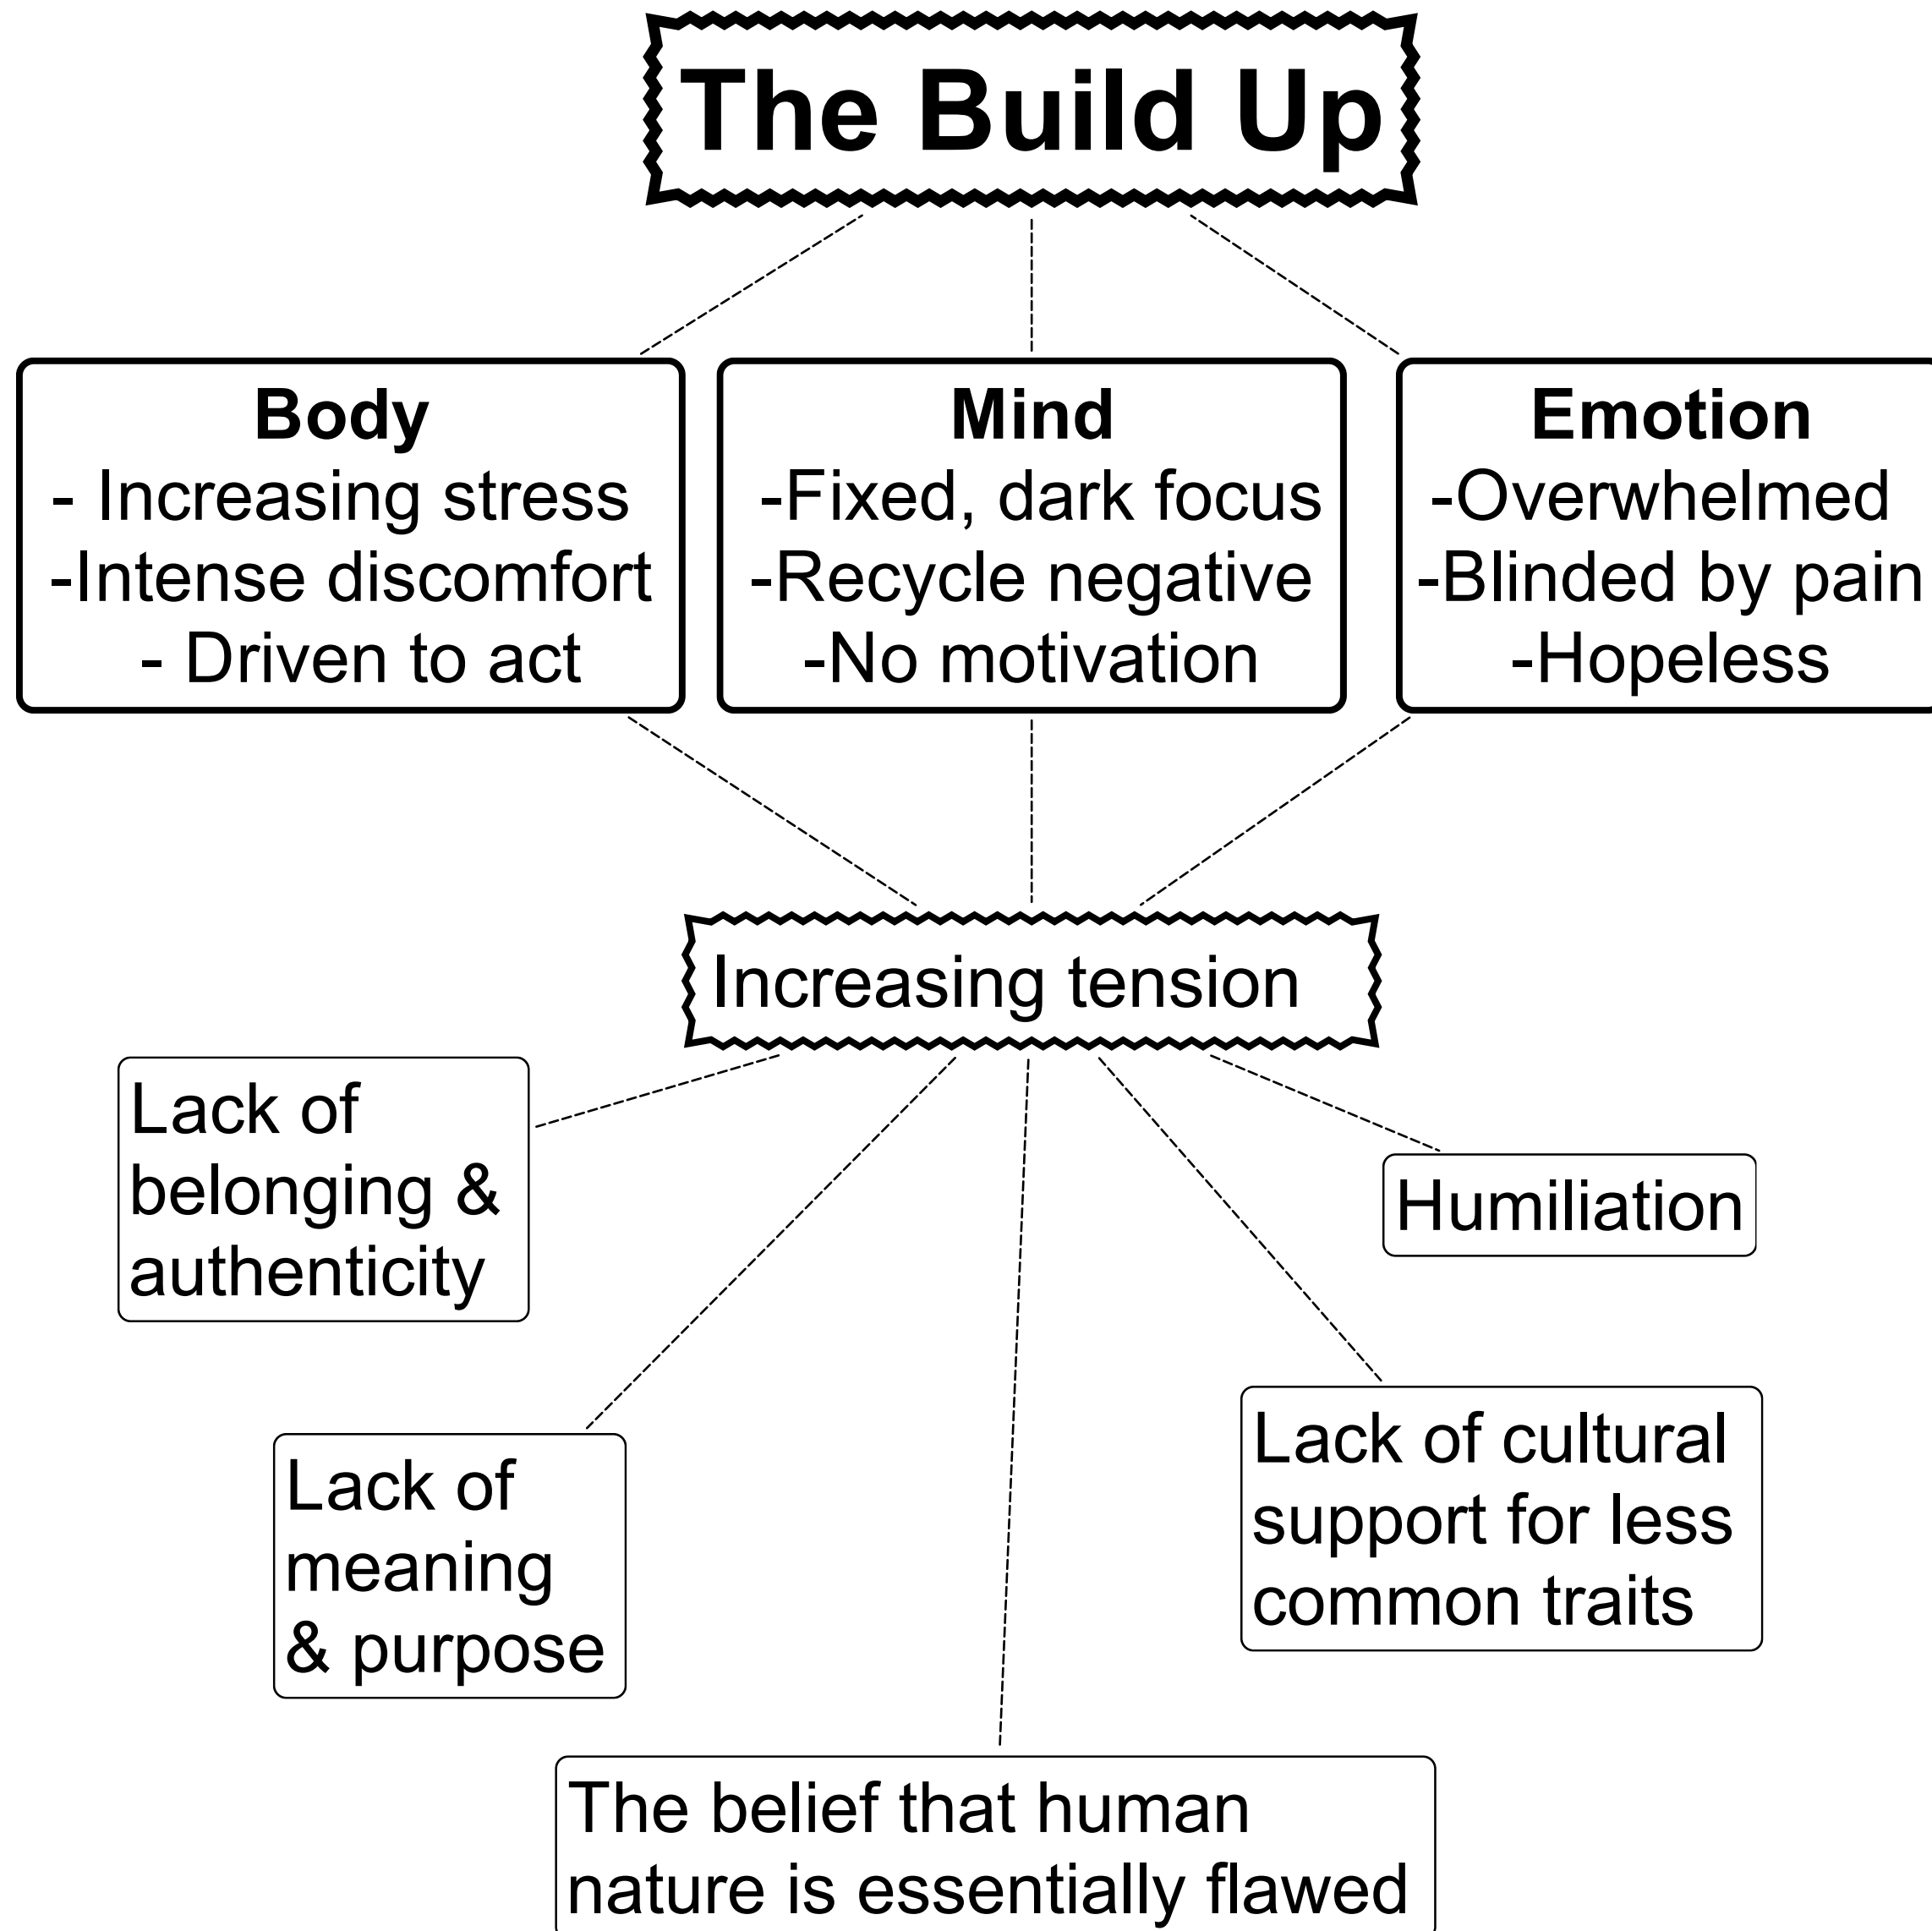 The Build Up
Body
- Increasing stress
-Intense discomfort
- Driven to act
Mind
-Fixed, dark focus
-Recycle negative
-No motivation
Emotion
-Overwhelmed
-Blinded by pain
-Hopeless
Increasing tension
Lack of
belonging &
authenticity
Humiliation
Lack of
meaning
& purpose
Lack of cultural
support for less
common traits
The belief that human
nature is essentially flawed